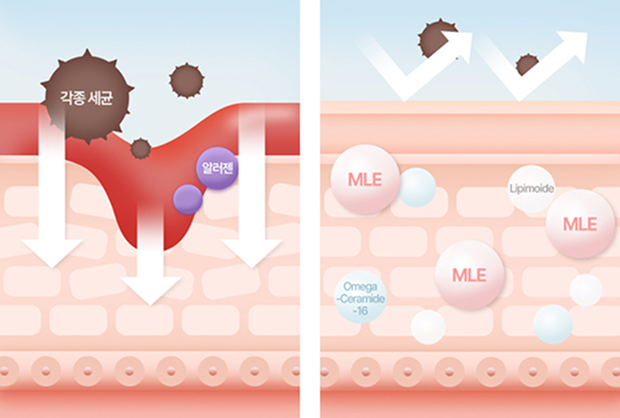 각종 세균
알러젠
MLE
Lipimoide
MLE
MLE
Omega
-Ceramide
-16